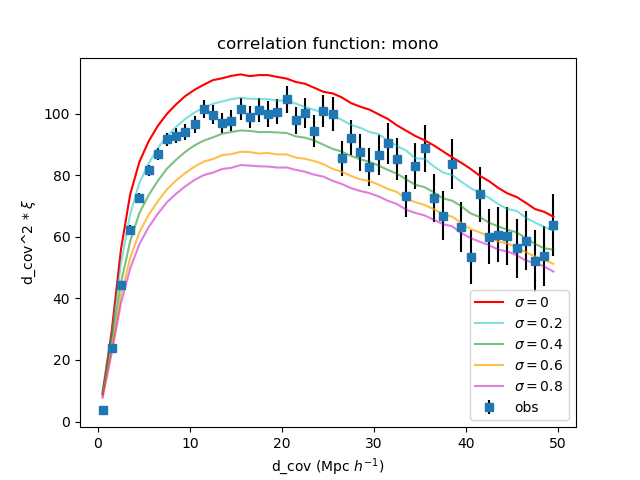 correlation function: mono
d_cov^2 * ξ
100
80
60
40
20
0
0 10 20 30 40 50
d_cov (Mpc h⁻¹)
σ = 0
σ = 0.2
σ = 0.4
σ = 0.6
σ = 0.8
obs